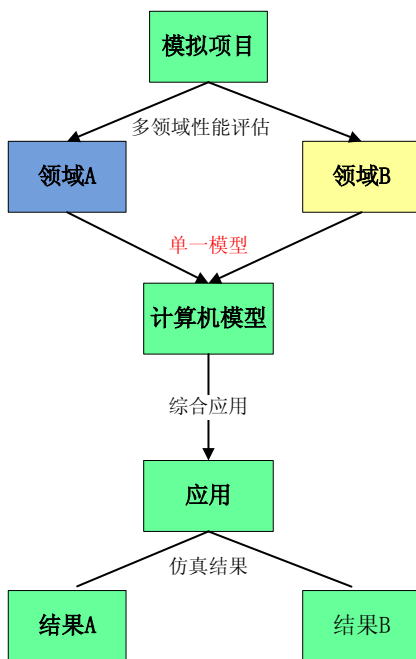 模拟项目
多领域性能评估
领域A
领域B
单一模型
计算机模型
综合应用
应用
仿真结果
结果A
结果B